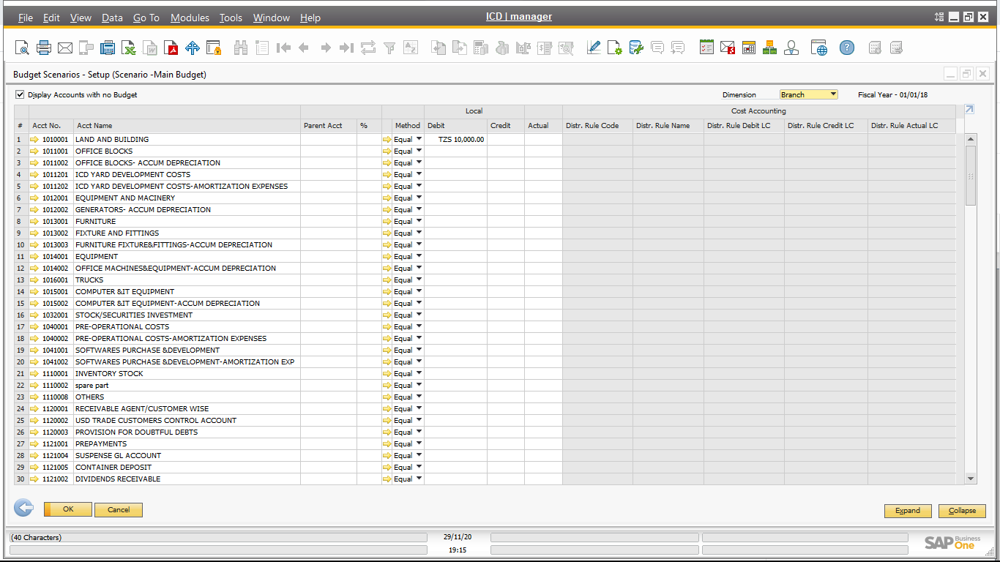 File Edit View Data Go To Modules Tools Window Help ICD | manager
Budget Scenarios - Setup (Scenario -Main Budget)
Display Accounts with no Budget Dimension Branch Fiscal Year - 01/01/18
Local Cost Accounting
# Acct No. Acct Name Parent Acct % Method Debit Credit Actual Distr. Rule Code Distr. Rule Name Distr. Rule Debit LC Distr. Rule Credit LC Distr. Rule Actual LC
1 1010001 LAND AND BUILDING Equal TZS 10,000.00
2 1011001 OFFICE BLOCKS Equal
3 1011002 OFFICE BLOCKS- ACCUM DEPRECIATION Equal
4 1011201 ICD YARD DEVELOPMENT COSTS Equal
5 1011202 ICD YARD DEVELOPMENT COSTS-AMORTIZATION EXPENSES Equal
6 1012001 EQUIPMENT AND MACINERY Equal
7 1012002 GENERATORS- ACCUM DEPRECIATION Equal
8 1013001 FURNITURE Equal
9 1013002 FIXTURE AND FITTINGS Equal
10 1013003 FURNITURE FIXTURE&FITTINGS-ACCUM DEPRECIATION Equal
11 1014001 EQUIPMENT Equal
12 1014002 OFFICE MACHINES&EQUIPMENT-ACCUM DEPRECIATION Equal
13 1016001 TRUCKS Equal
14 1015001 COMPUTER &IT EQUIPMENT Equal
15 1015002 COMPUTER &IT EQUIPMENT-ACCUM DEPRECIATION Equal
16 1032001 STOCK/SECURITIES INVESTMENT Equal
17 1040001 PRE-OPERATIONAL COSTS Equal
18 1040002 PRE-OPERATIONAL COSTS-AMORTIZATION EXPENSES Equal
19 1041001 SOFTWARES PURCHASE &DEVELOPMENT Equal
20 1041002 SOFTWARES PURCHASE &DEVELOPMENT-AMORTIZATION EXP Equal
21 1110001 INVENTORY STOCK Equal
22 1110002 spare part Equal
23 1110008 OTHERS Equal
24 1120001 RECEIVABLE AGENT/CUSTOMER WISE Equal
25 1120002 USD TRADE CUSTOMERS CONTROL ACCOUNT Equal
26 1120003 PROVISION FOR DOUBTFUL DEBTS Equal
27 1121001 PREPAYMENTS Equal
28 1121004 SUSPENSE GL ACCOUNT Equal
29 1121005 CONTAINER DEPOSIT Equal
30 1121002 DIVIDENDS RECEIVABLE Equal
OK Cancel Expand Collapse
(40 Characters) 29/11/20
19:15
SAP Business One